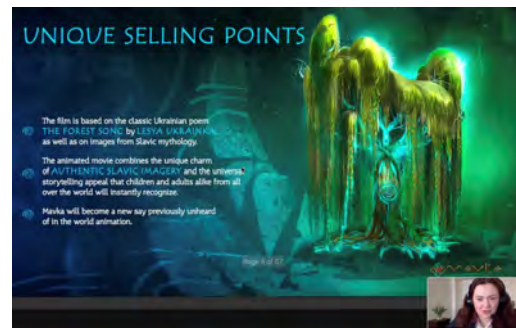 UNIQUE SELLING POINTS
The film is based on the classic Ukrainian poem
THE FOREST SONG by LESYA UKRAINKA,
as well as on images from Slavic mythology.
The animated movie combines the unique charm
of AUTHENTIC SLAVIC IMAGERY and the universal
storytelling appeal that children and adults alike from all
over the world will instantly recognize.
Mavka will become a new say previously unheard
of in the world animation.